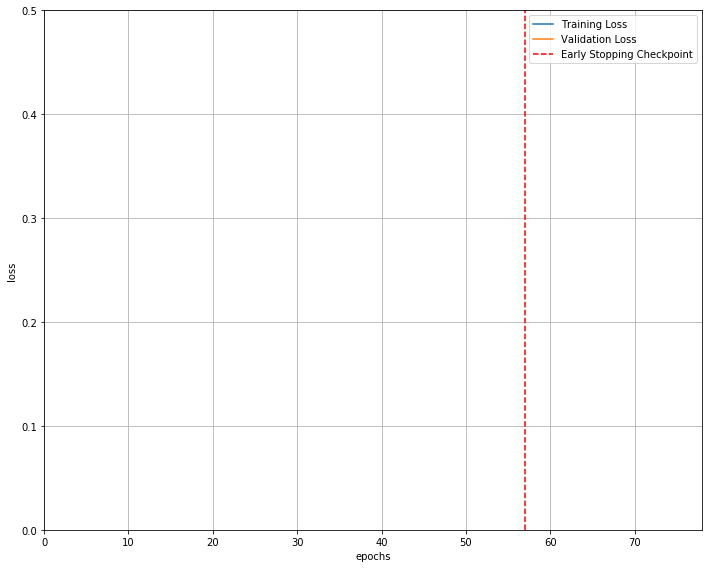 Training Loss
Validation Loss
Early Stopping Checkpoint
0.5
0.4
0.3
0.2
0.1
0.0
loss
0 10 20 30 40 50 60 70
epochs